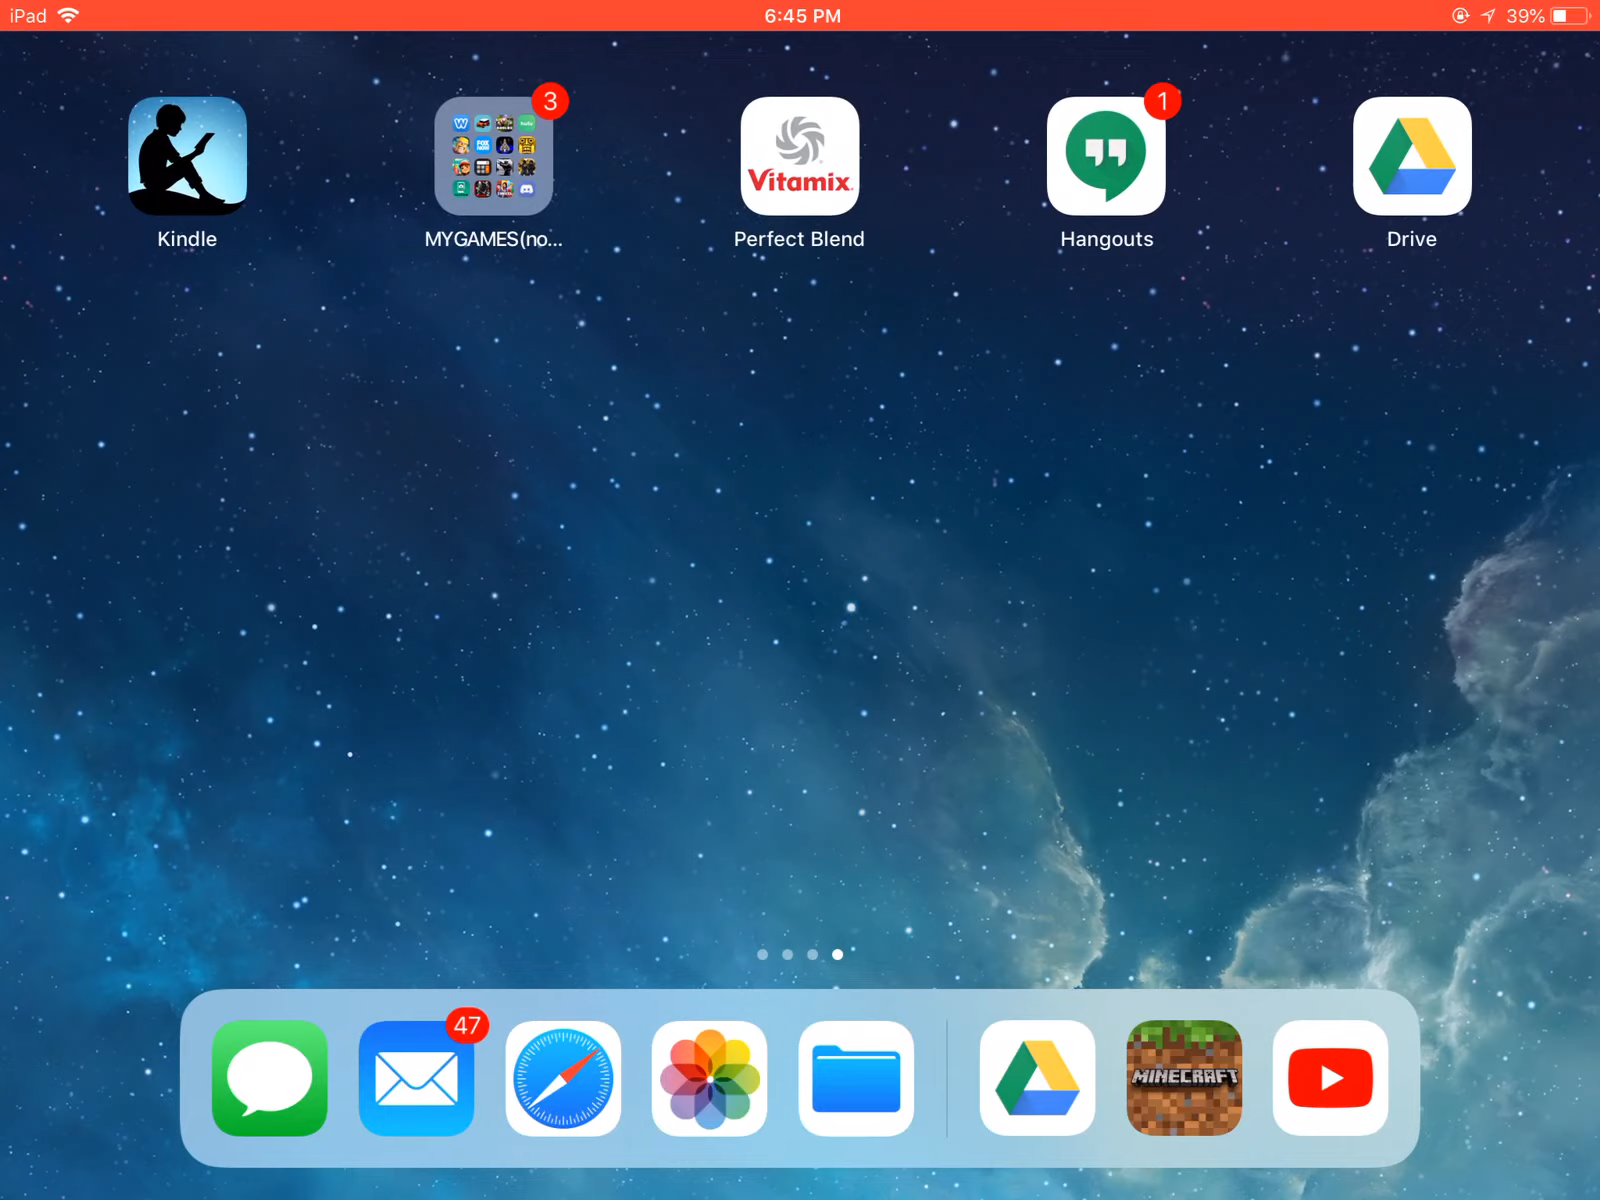 iPad 6:45 PM 39%
3
1
Vitamix
Kindle MYGAMES(no... Perfect Blend Hangouts Drive
47
MINECRAFT